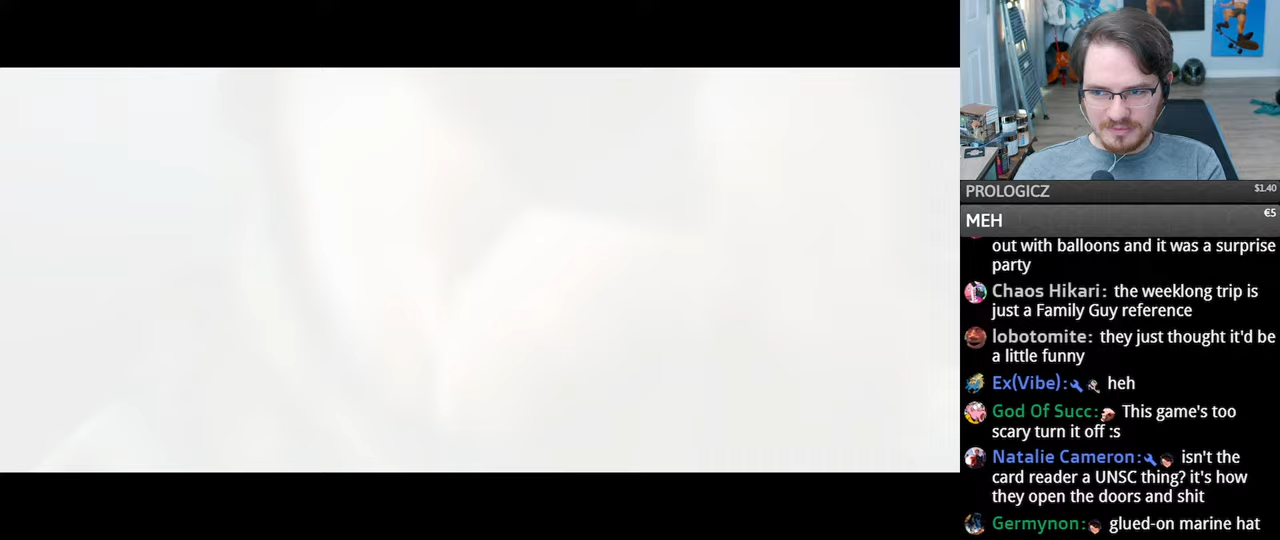 PROLOGICZ $1.40
MEH €5
out with balloons and it was a surprise
party
Chaos Hikari: the weeklong trip is
just a Family Guy reference
lobotomite: they just thought it'd be
a little funny
Ex(Vibe): heh
God Of Succ: This game's too
scary turn it off :s
Natalie Cameron: isn't the
card reader a UNSC thing? it's how
they open the doors and shit
Germynon: glued-on marine hat